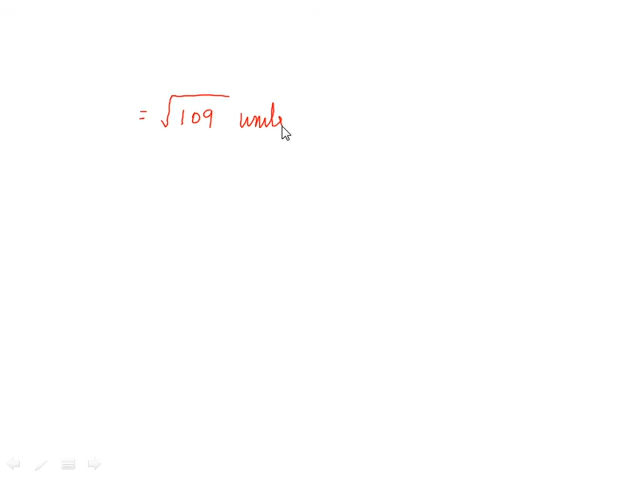 = √109 units